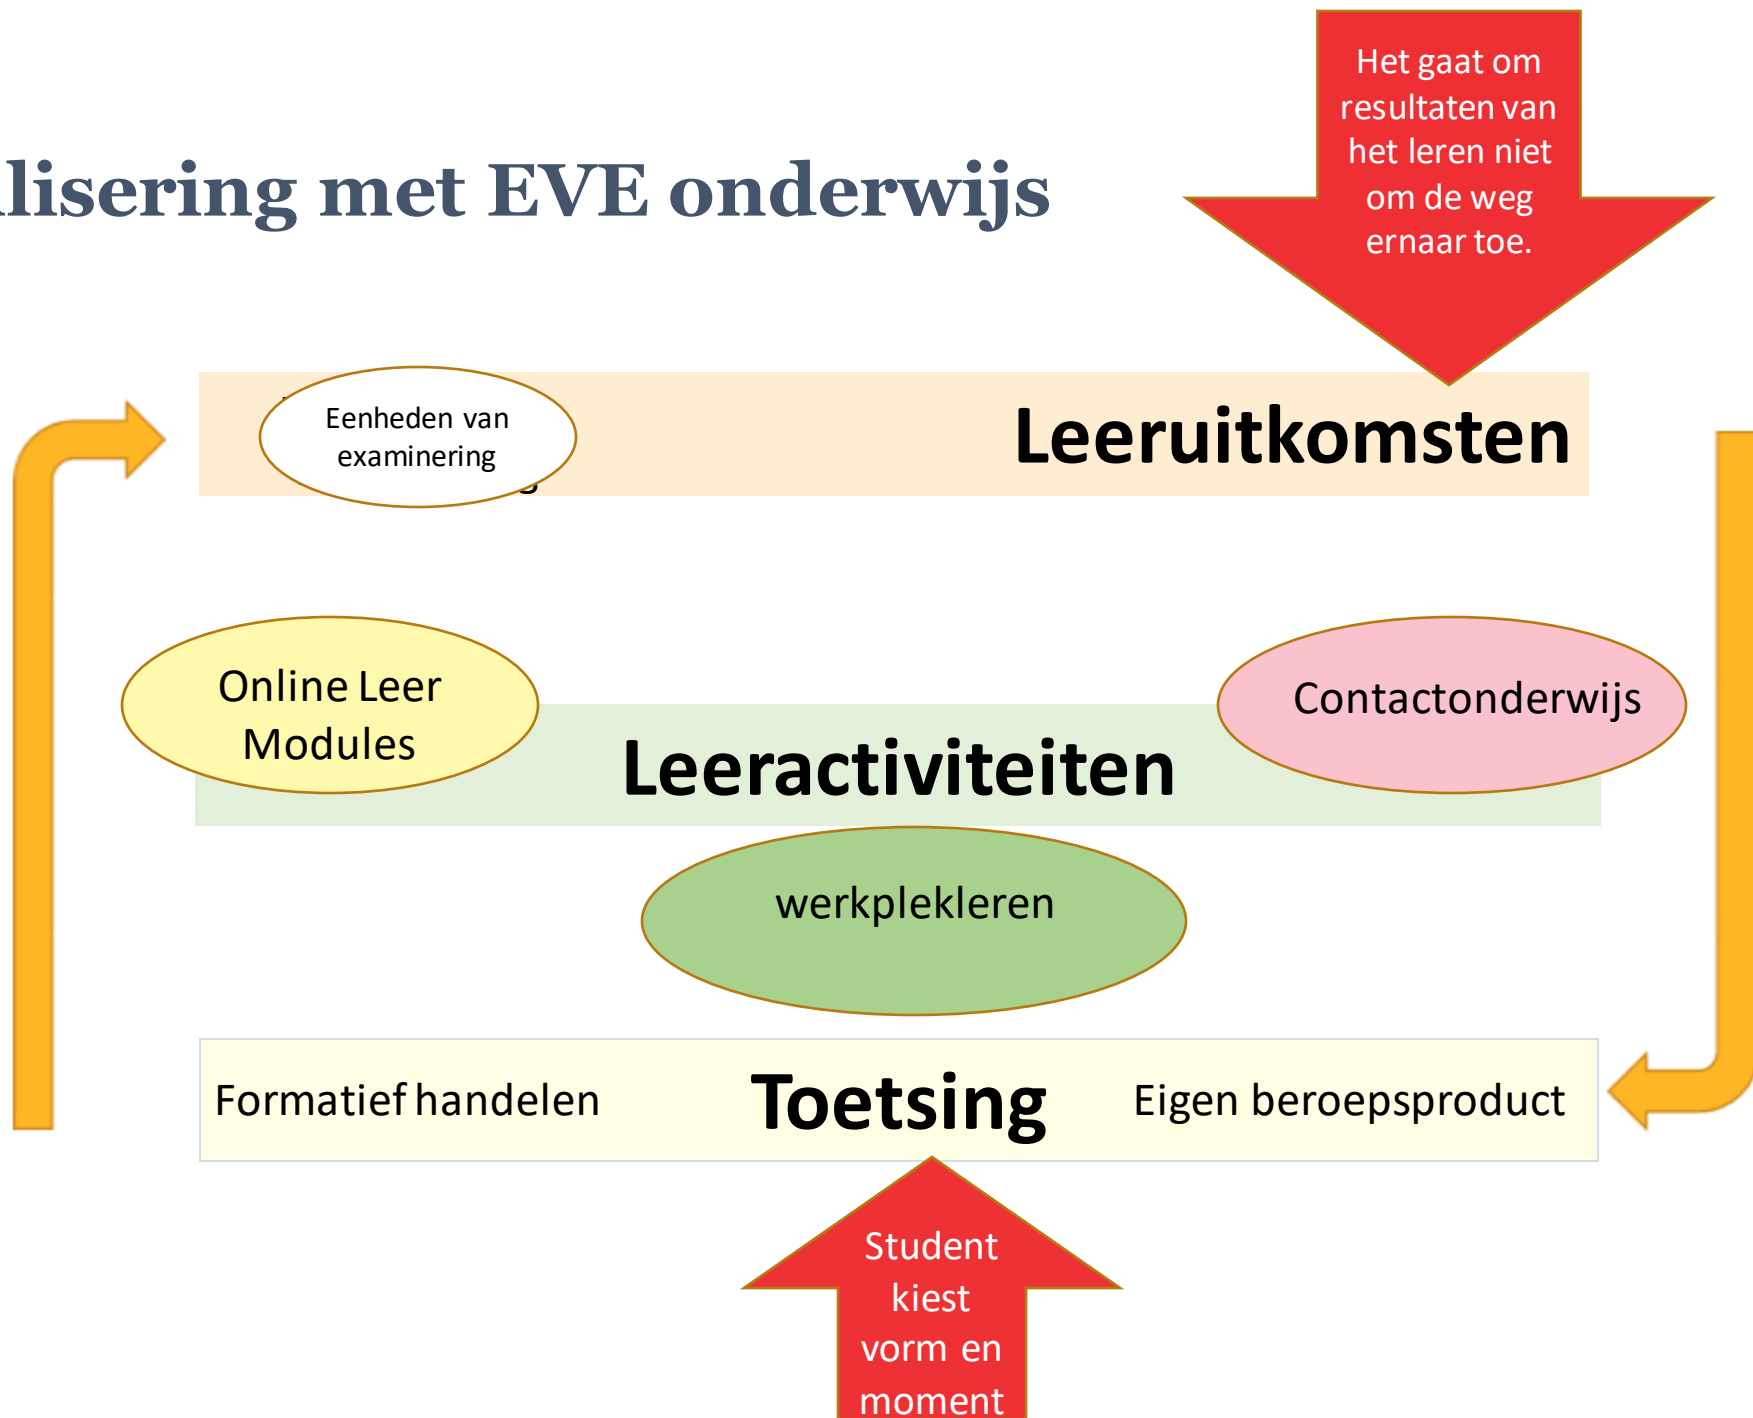 lisering met EVE onderwijs
Het gaat om
resultaten van
het leren niet
om de weg
ernaar toe.
Eenheden van
examinering
Leeruitkomsten
Online Leer
Modules
Contactonderwijs
Leeractiviteiten
werkplekleren
Formatief handelen
Toetsing
Eigen beroepsproduct
Student
kiest
vorm en
moment